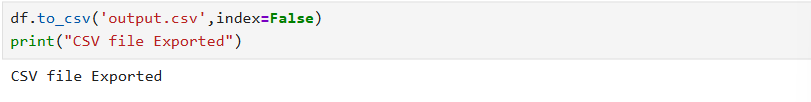 df.to_csv('output.csv',index=False)
print("CSV file Exported")
CSV file Exported